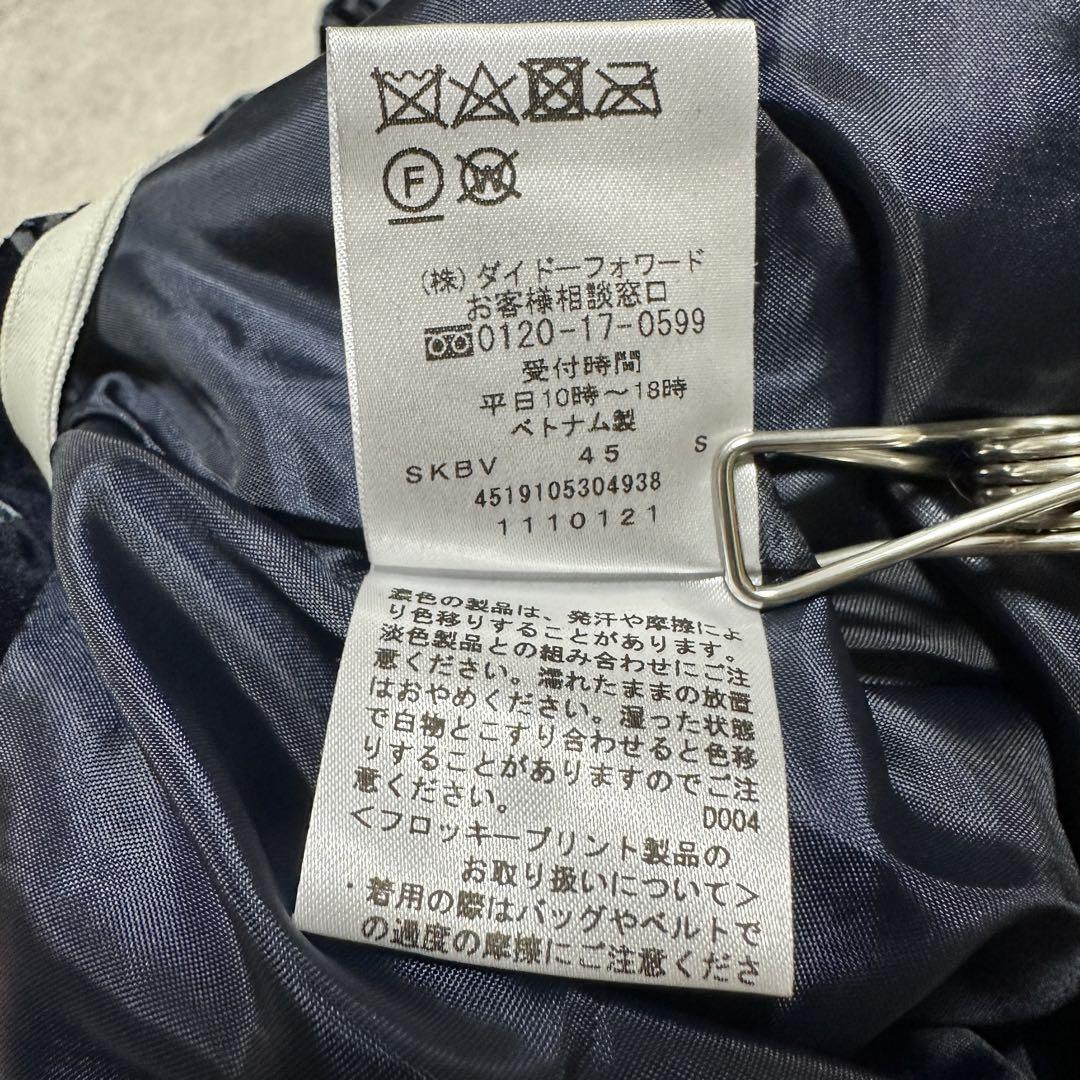 F W
(株)ダイドーフォワード
お客様相談窓口
0120-17-0599
受付時間
平日10時～18時
ベトナム製
SKBV 45 S
4519105304938
1110121
濃色の製品は、発汗や摩擦によ
り色移りすることがあります。
淡色製品との組み合わせにご注
意ください。濡れたままの放置
はおやめください。湿った状態
で白物とこすり合わせると色移
りすることがありますのでご注
意ください。 D004
<フロッキープリント製品の
お取り扱いについて>
・着用の際はバッグやベルトで
の過度の摩擦にご注意くださ